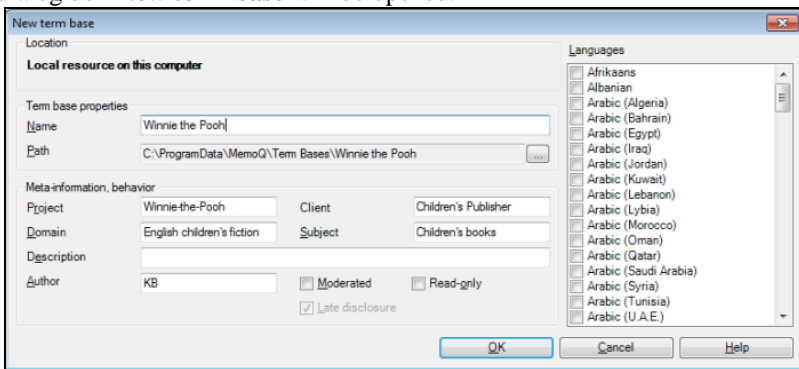 New term base
Location
Local resource on this computer
Term base properties
Name Winnie the Pooh
Path C:\ProgramData\MemoQ\Term Bases\Winnie the Pooh ...
Meta-information, behavior
Project Winnie-the-Pooh Client Children's Publisher
Domain English children's fiction Subject Children's books
Description
Author KB Moderated Read-only
Late disclosure
Languages
Afrikaans
Albanian
Arabic (Algeria)
Arabic (Bahrain)
Arabic (Egypt)
Arabic (Iraq)
Arabic (Jordan)
Arabic (Kuwait)
Arabic (Lebanon)
Arabic (Lybia)
Arabic (Morocco)
Arabic (Oman)
Arabic (Qatar)
Arabic (Saudi Arabia)
Arabic (Syria)
Arabic (Tunisia)
Arabic (U.A.E.)
OK Cancel Help